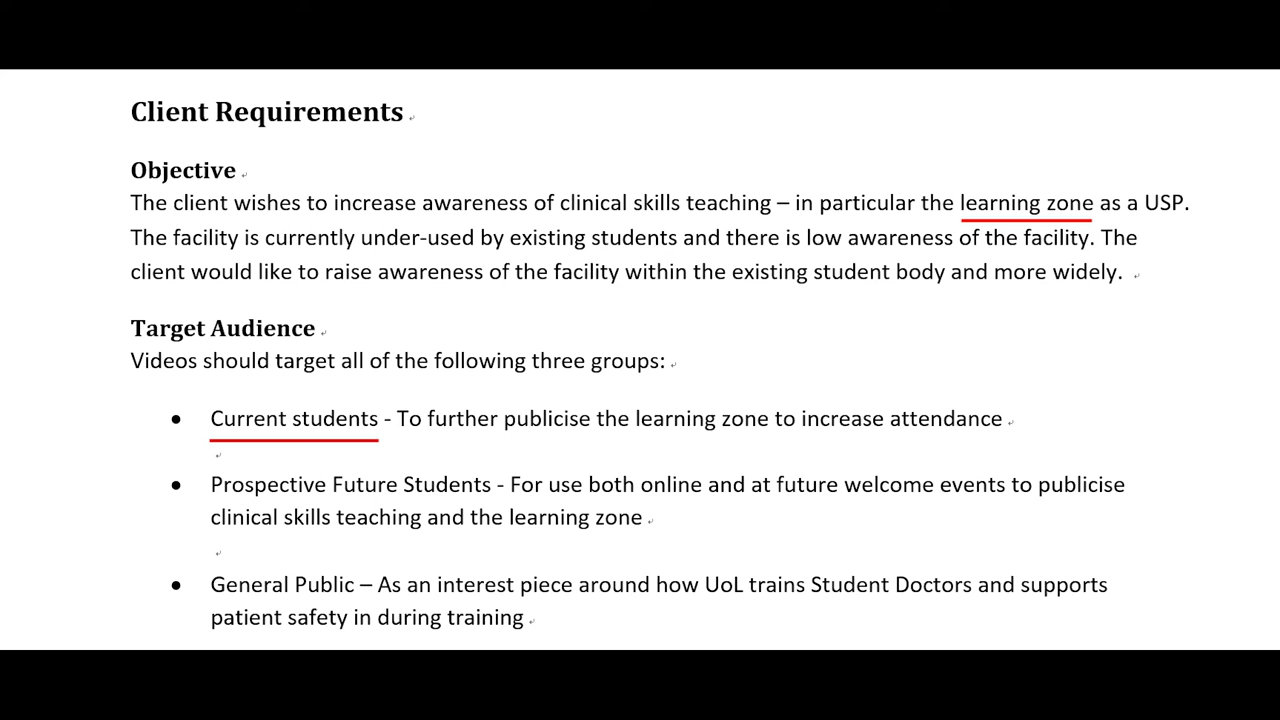 Client Requirements
Objective
The client wishes to increase awareness of clinical skills teaching – in particular the learning zone as a USP.
The facility is currently under-used by existing students and there is low awareness of the facility. The
client would like to raise awareness of the facility within the existing student body and more widely.
Target Audience
Videos should target all of the following three groups:
• Current students - To further publicise the learning zone to increase attendance
• Prospective Future Students - For use both online and at future welcome events to publicise
clinical skills teaching and the learning zone
• General Public – As an interest piece around how UoL trains Student Doctors and supports
patient safety in during training